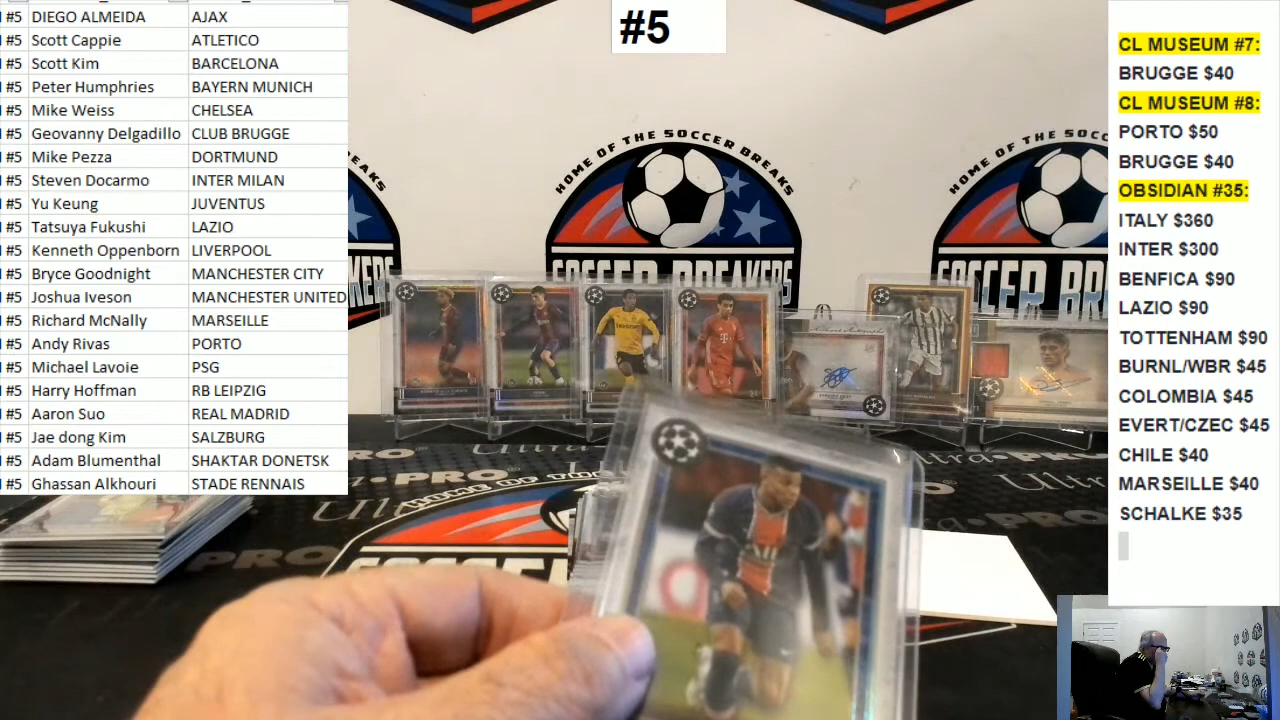 #5 DIEGO ALMEIDA AJAX
#5 Scott Cappie ATLETICO
#5 Scott Kim BARCELONA
#5 Peter Humphries BAYERN MUNICH
#5 Mike Weiss CHELSEA
#5 Geovanny Delgadillo CLUB BRUGGE
#5 Mike Pezza DORTMUND
#5 Steven Docarmo INTER MILAN
#5 Yu Keung JUVENTUS
#5 Tatsuya Fukushi LAZIO
#5 Kenneth Oppenborn LIVERPOOL
#5 Bryce Goodnight MANCHESTER CITY
#5 Joshua Iveson MANCHESTER UNITED
#5 Richard McNally MARSEILLE
#5 Andy Rivas PORTO
#5 Michael Lavoie PSG
#5 Harry Hoffman RB LEIPZIG
#5 Aaron Suo REAL MADRID
#5 Jae dong Kim SALZBURG
#5 Adam Blumenthal SHAKTAR DONETSK
#5 Ghassan Alkhouri STADE RENNAIS
#5
CL MUSEUM #7:
BRUGGE $40
CL MUSEUM #8:
PORTO $50
BRUGGE $40
OBSIDIAN #35:
ITALY $360
INTER $300
BENFICA $90
LAZIO $90
TOTTENHAM $90
BURNL/WBR $45
COLOMBIA $45
EVERT/CZEC $45
CHILE $40
MARSEILLE $40
SCHALKE $35
HOME OF THE SOCCER BREAKS
SOCCER BREAKERS
HOME OF THE SOCC
SOCCER BR
THE SOCCER BREAKS
KERS
Ultra·PRO